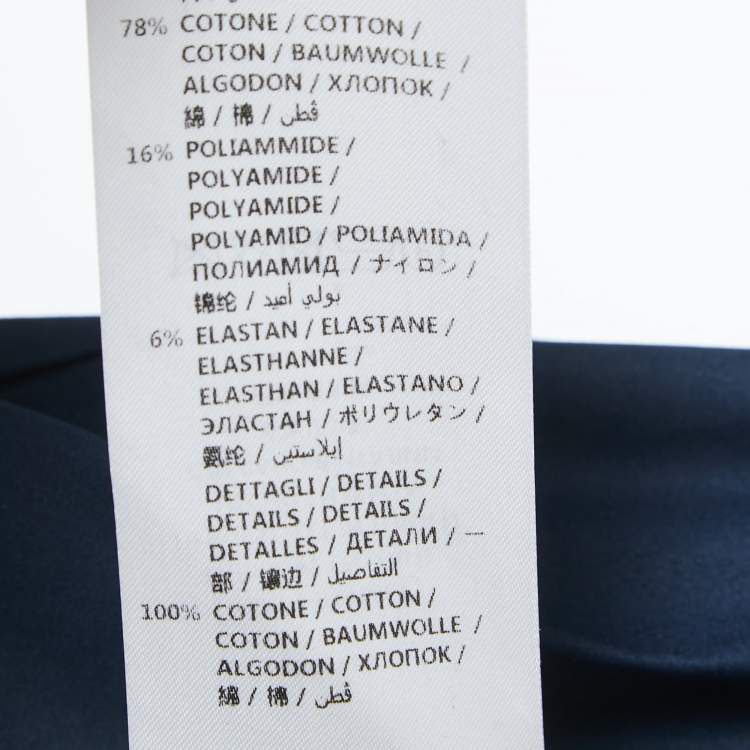 78% COTONE / COTTON /
COTON / BAUMWOLLE /
ALGODON / ХЛОПОК /
綿 / 棉 / قطن
16% POLIAMMIDE /
POLYAMIDE /
POLYAMIDE /
POLYAMID / POLIAMIDA /
ПОЛИАМИД / ナイロン /
锦纶 / بولي أميد
6% ELASTAN / ELASTANE /
ELASTHANNE /
ELASTHAN / ELASTANO /
ЭЛАСТАН / ポリウレタン /
氨纶 / إيلاستين
DETTAGLI / DETAILS /
DETAILS / DETAILS /
DETALLES / ДЕТАЛИ / 一
部 / 镶边 / التفاصيل
100% COTONE / COTTON /
COTON / BAUMWOLLE /
ALGODON / ХЛОПОК /
綿 / 棉 / قطن